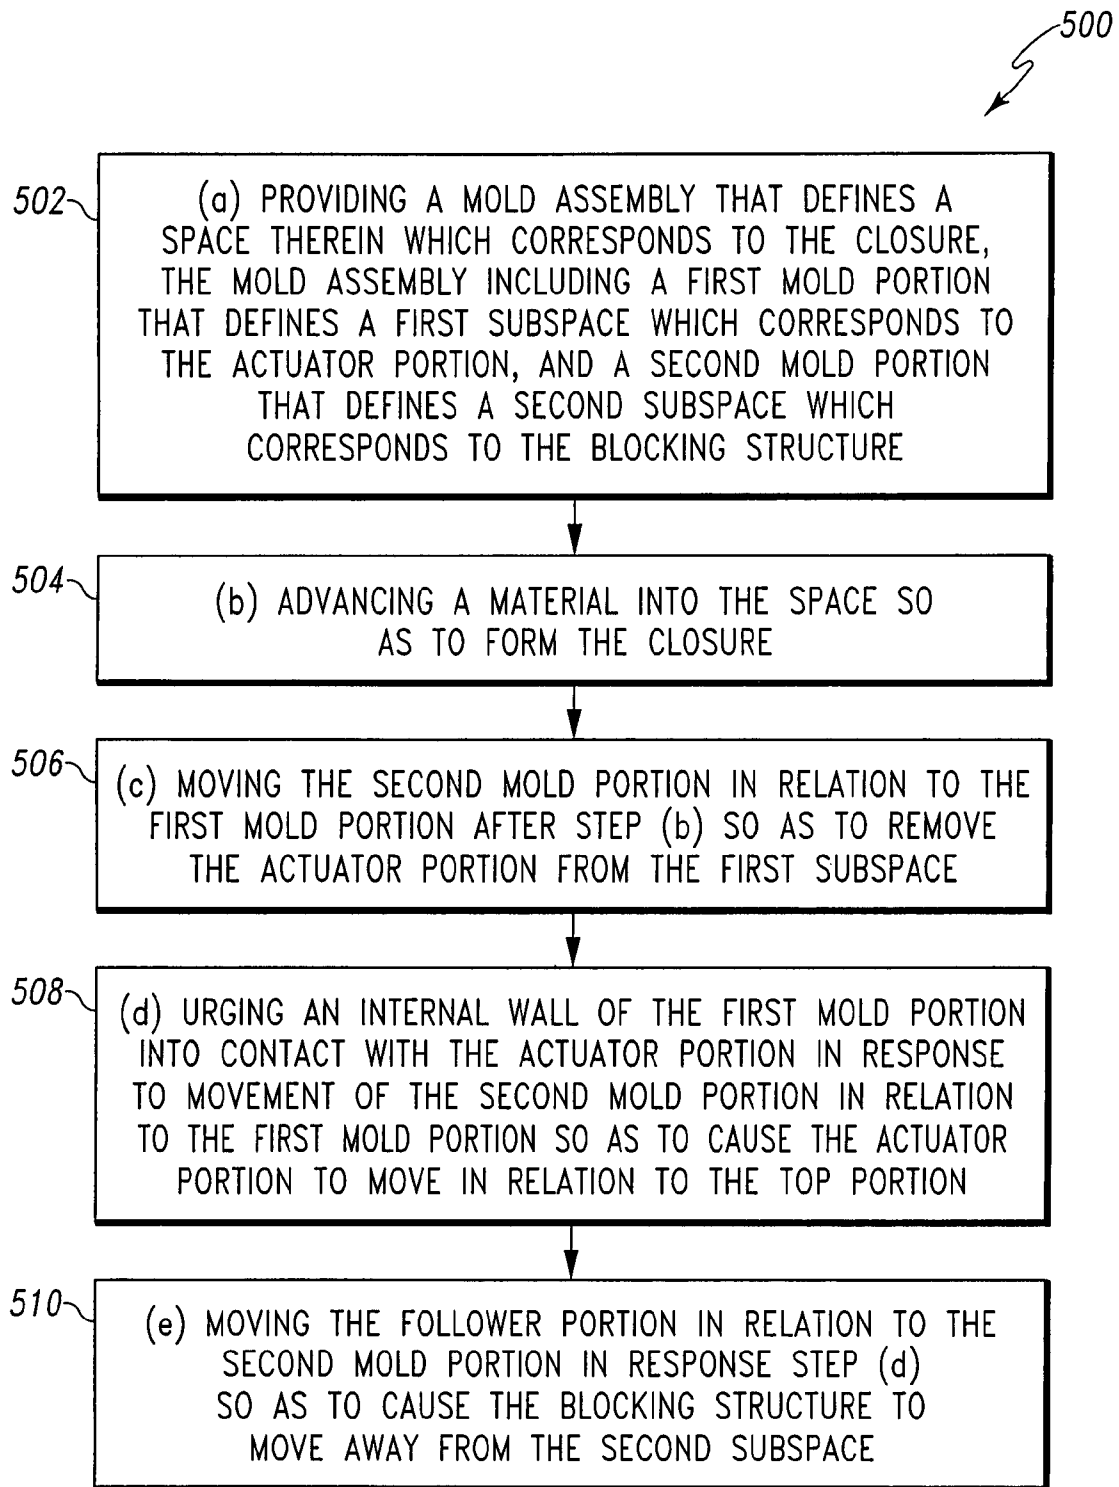 500
502
(a) PROVIDING A MOLD ASSEMBLY THAT DEFINES A
SPACE THEREIN WHICH CORRESPONDS TO THE CLOSURE,
THE MOLD ASSEMBLY INCLUDING A FIRST MOLD PORTION
THAT DEFINES A FIRST SUBSPACE WHICH CORRESPONDS TO
THE ACTUATOR PORTION, AND A SECOND MOLD PORTION
THAT DEFINES A SECOND SUBSPACE WHICH
CORRESPONDS TO THE BLOCKING STRUCTURE
504
(b) ADVANCING A MATERIAL INTO THE SPACE SO
AS TO FORM THE CLOSURE
506
(c) MOVING THE SECOND MOLD PORTION IN RELATION TO THE
FIRST MOLD PORTION AFTER STEP (b) SO AS TO REMOVE
THE ACTUATOR PORTION FROM THE FIRST SUBSPACE
508
(d) URGING AN INTERNAL WALL OF THE FIRST MOLD PORTION
INTO CONTACT WITH THE ACTUATOR PORTION IN RESPONSE
TO MOVEMENT OF THE SECOND MOLD PORTION IN RELATION
TO THE FIRST MOLD PORTION SO AS TO CAUSE THE ACTUATOR
PORTION TO MOVE IN RELATION TO THE TOP PORTION
510
(e) MOVING THE FOLLOWER PORTION IN RELATION TO THE
SECOND MOLD PORTION IN RESPONSE STEP (d)
SO AS TO CAUSE THE BLOCKING STRUCTURE TO
MOVE AWAY FROM THE SECOND SUBSPACE